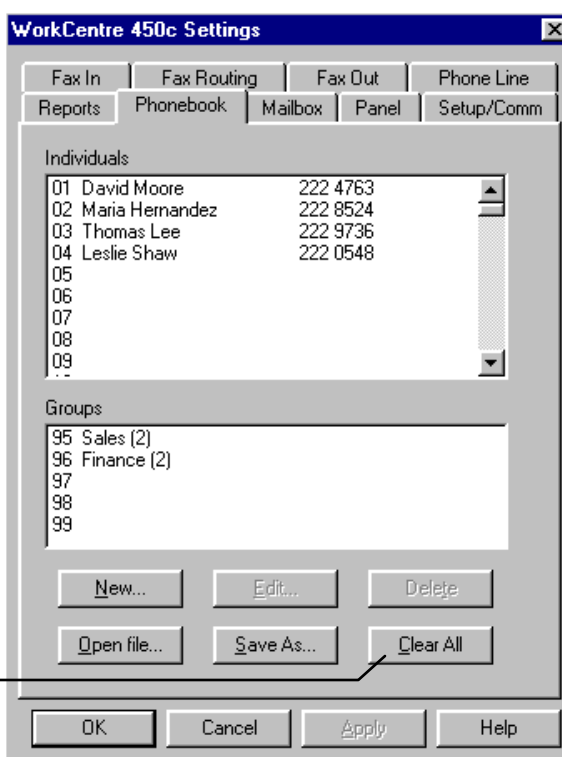 WorkCentre 450c Settings
Fax In Fax Routing Fax Out Phone Line
Reports Phonebook Mailbox Panel Setup/Comm
Individuals
01 David Moore 222 4763
02 Maria Hernandez 222 8524
03 Thomas Lee 222 9736
04 Leslie Shaw 222 0548
05
06
07
08
09
Groups
95 Sales (2)
96 Finance (2)
97
98
99
New... Edit... Delete
Open file... Save As... Clear All
OK Cancel Apply Help